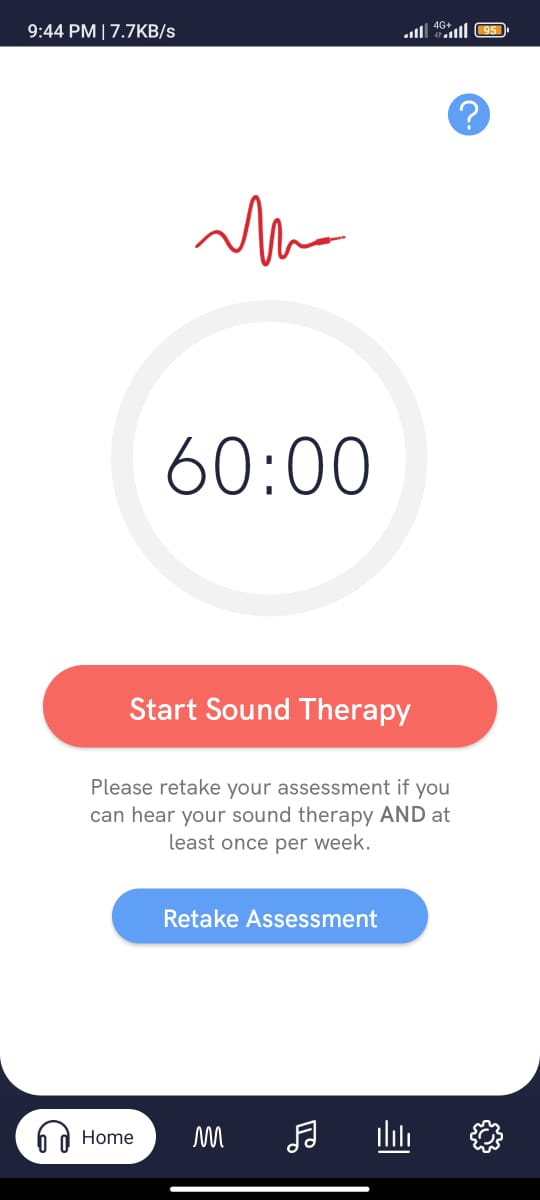 9:44 PM | 7.7KB/s
4G+
95
?
60:00
Start Sound Therapy
Please retake your assessment if you
can hear your sound therapy AND at
least once per week.
Retake Assessment
Home